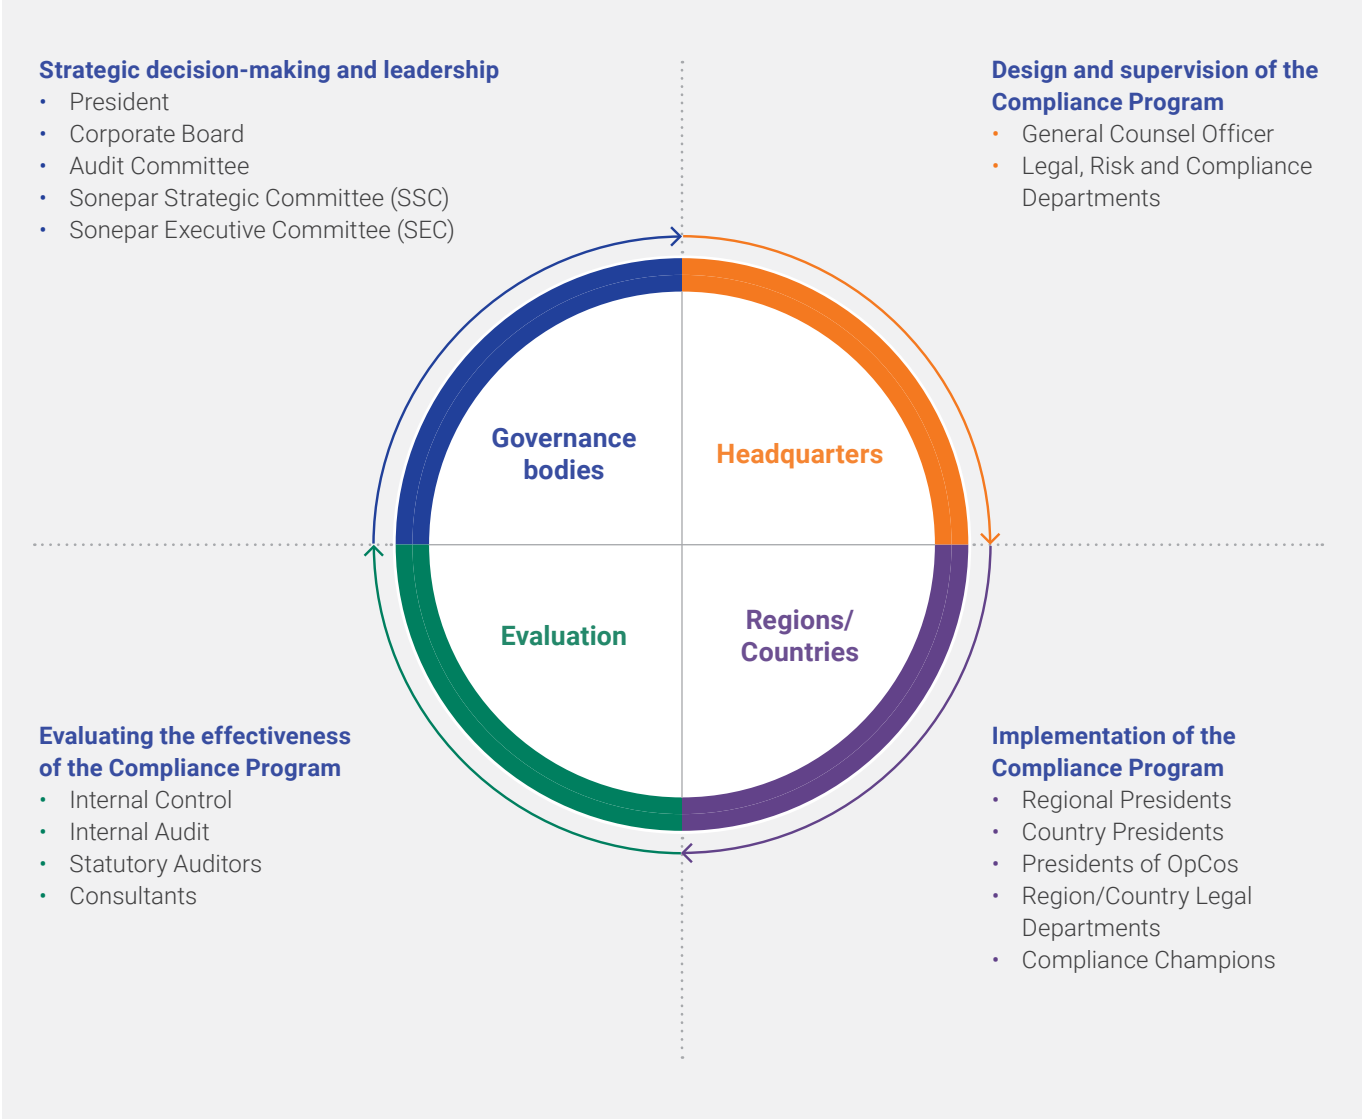 Strategic decision-making and leadership
• President
• Corporate Board
• Audit Committee
• Sonepar Strategic Committee (SSC)
• Sonepar Executive Committee (SEC)
Design and supervision of the
Compliance Program
• General Counsel Officer
• Legal, Risk and Compliance
Departments
Governance
bodies
Headquarters
Evaluation
Regions/
Countries
Evaluating the effectiveness
of the Compliance Program
• Internal Control
• Internal Audit
• Statutory Auditors
• Consultants
Implementation of the
Compliance Program
• Regional Presidents
• Country Presidents
• Presidents of OpCos
• Region/Country Legal
Departments
• Compliance Champions